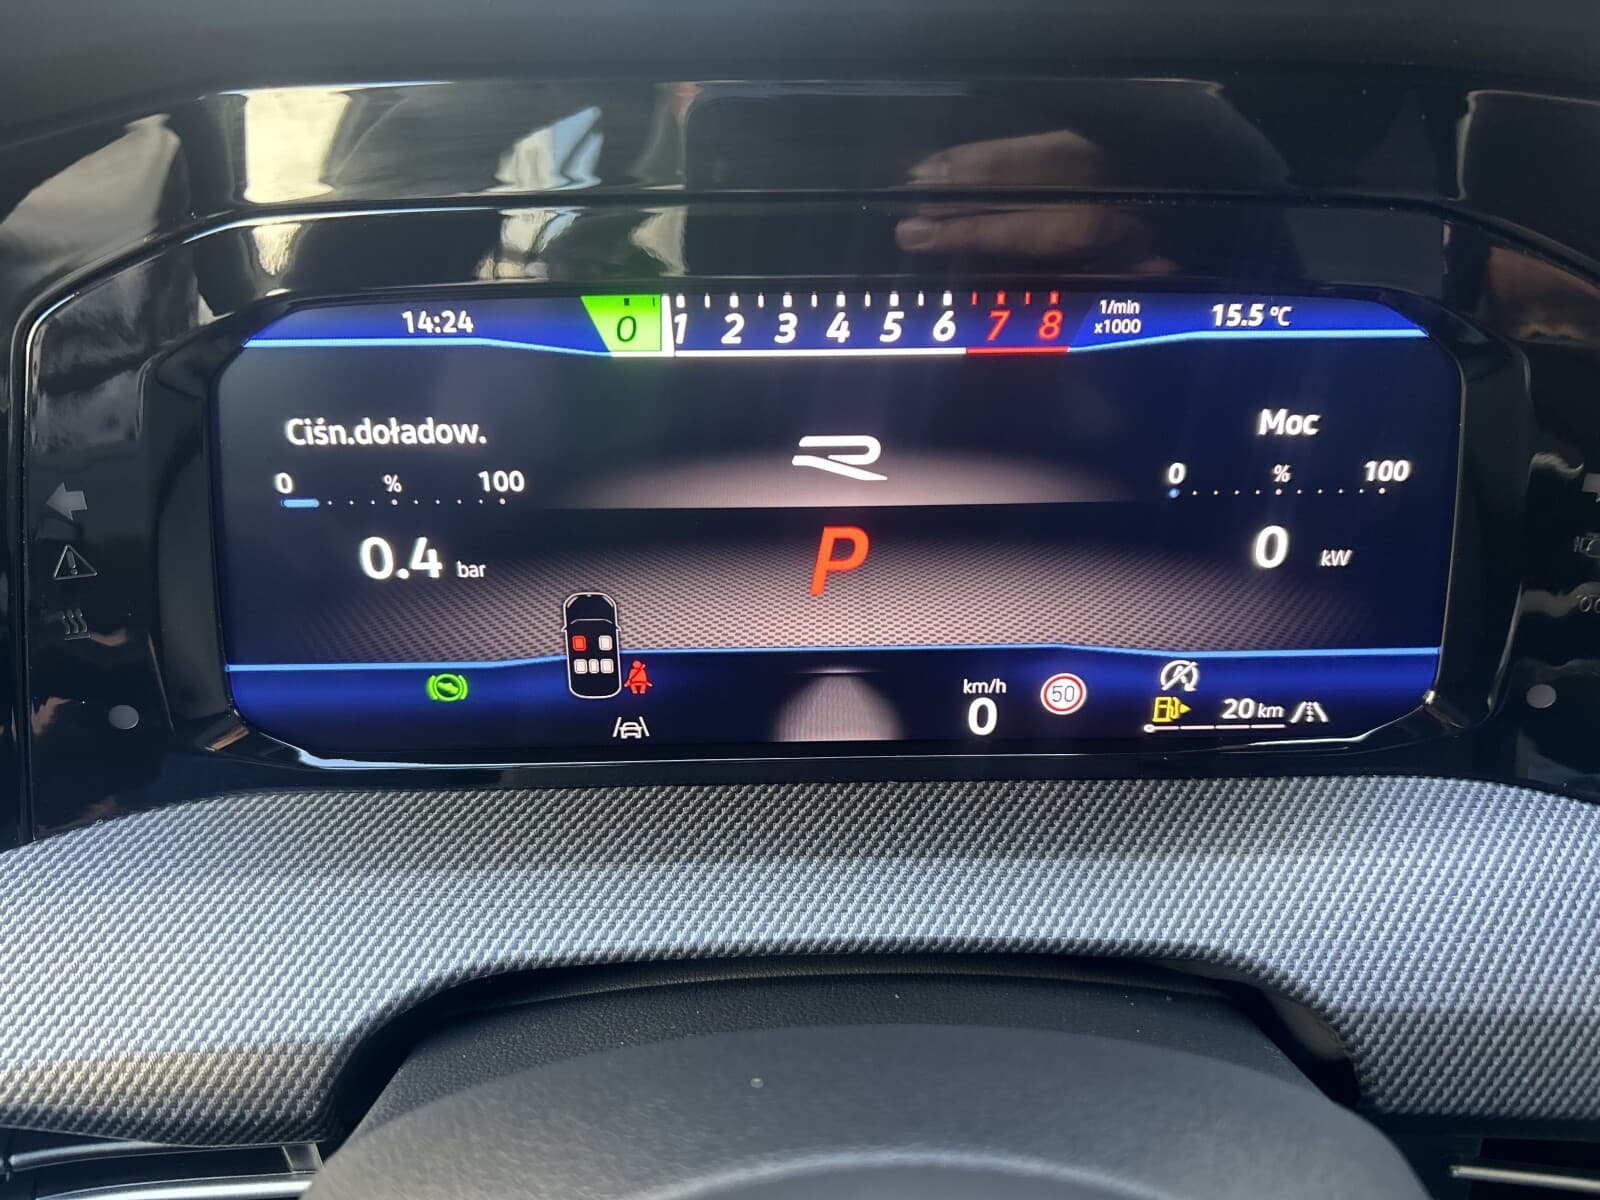 14:24
0 1 2 3 4 5 6 7 8
1/min
x1000
15.5 °C
Ciśn.doładow.
0 % 100
0.4 bar
R
P
Moc
0 % 100
0 kW
km/h
0
50
A
20 km